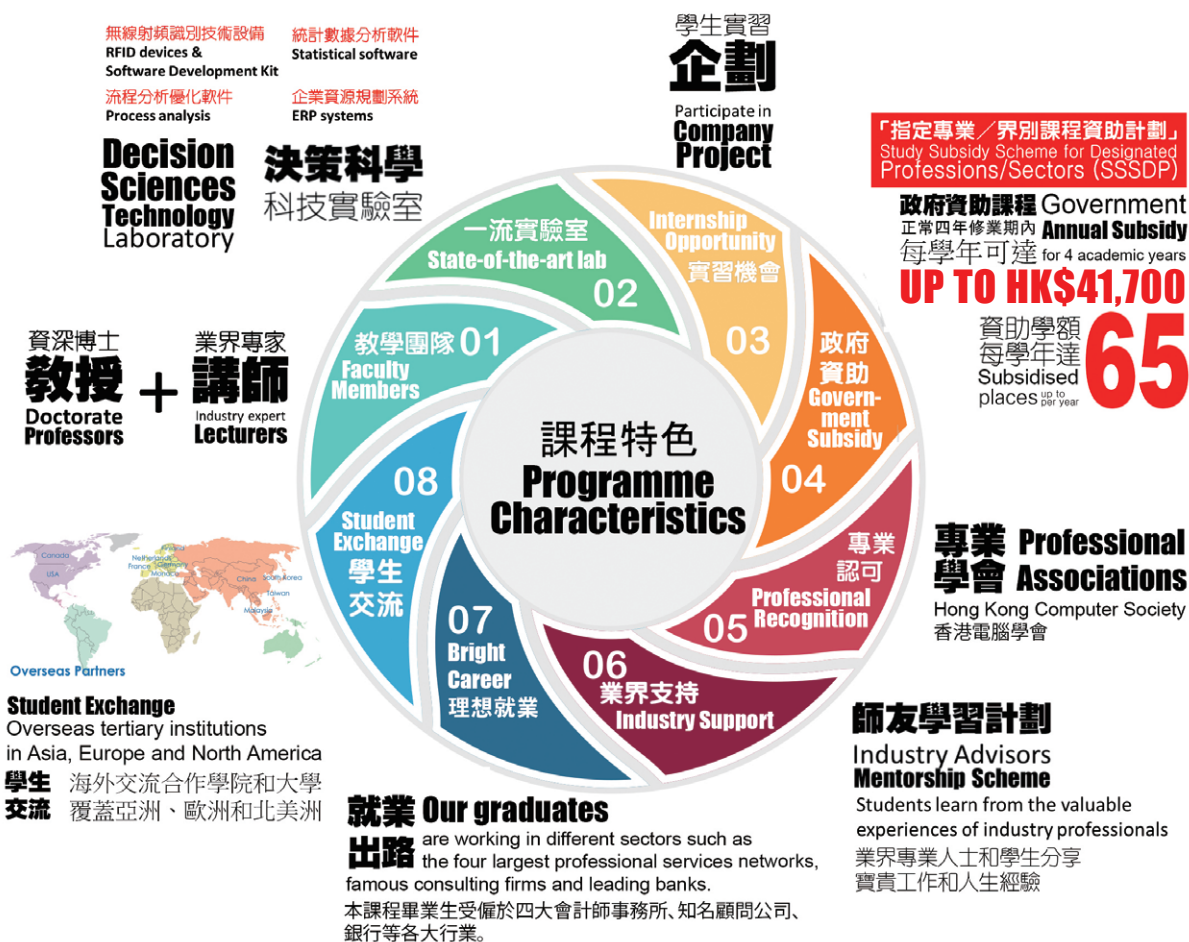 無線射頻識別技術設備
RFID devices &
Software Development Kit
統計數據分析軟件
Statistical software
流程分析優化軟件
Process analysis
企業資源規劃系統
ERP systems
Decision
Sciences
Technology
Laboratory
決策科學
科技實驗室
學生實習
企劃
Participate in
Company
Project
「指定專業／界別課程資助計劃」
Study Subsidy Scheme for Designated
Professions/Sectors (SSSDP)
政府資助課程 Government
正常四年修業期內 Annual Subsidy
每學年可達 for 4 academic years
UP TO HK$41,700
資助學額
每學年達
Subsidised
places up to per year
65
資深博士
教授
Doctorate
Professors
+
業界專家
講師
Industry expert
Lecturers
課程特色
Programme
Characteristics
教學團隊 01
Faculty
Members
一流實驗室
State-of-the-art lab
02
Internship
Opportunity
實習機會
03
政府
資助
Govern-
ment
Subsidy
04
專業
認可
Professional
05 Recognition
06
業界支持
Industry Support
07
Bright
Career
理想就業
08
Student
Exchange
學生
交流
專業 Professional
學會 Associations
Hong Kong Computer Society
香港電腦學會
師友學習計劃
Industry Advisors
Mentorship Scheme
Students learn from the valuable
experiences of industry professionals
業界專業人士和學生分享
寶貴工作和人生經驗
就業 Our graduates
出路 are working in different sectors such as
the four largest professional services networks,
famous consulting firms and leading banks.
本課程畢業生受僱於四大會計師事務所、知名顧問公司、
銀行等各大行業。
Canada
USA
Netherlands
France
Germany
Monaco
China
South Korea
Taiwan
Malaysia
Overseas Partners
Student Exchange
Overseas tertiary institutions
in Asia, Europe and North America
學生 海外交流合作學院和大學
交流 覆蓋亞洲、歐洲和北美洲